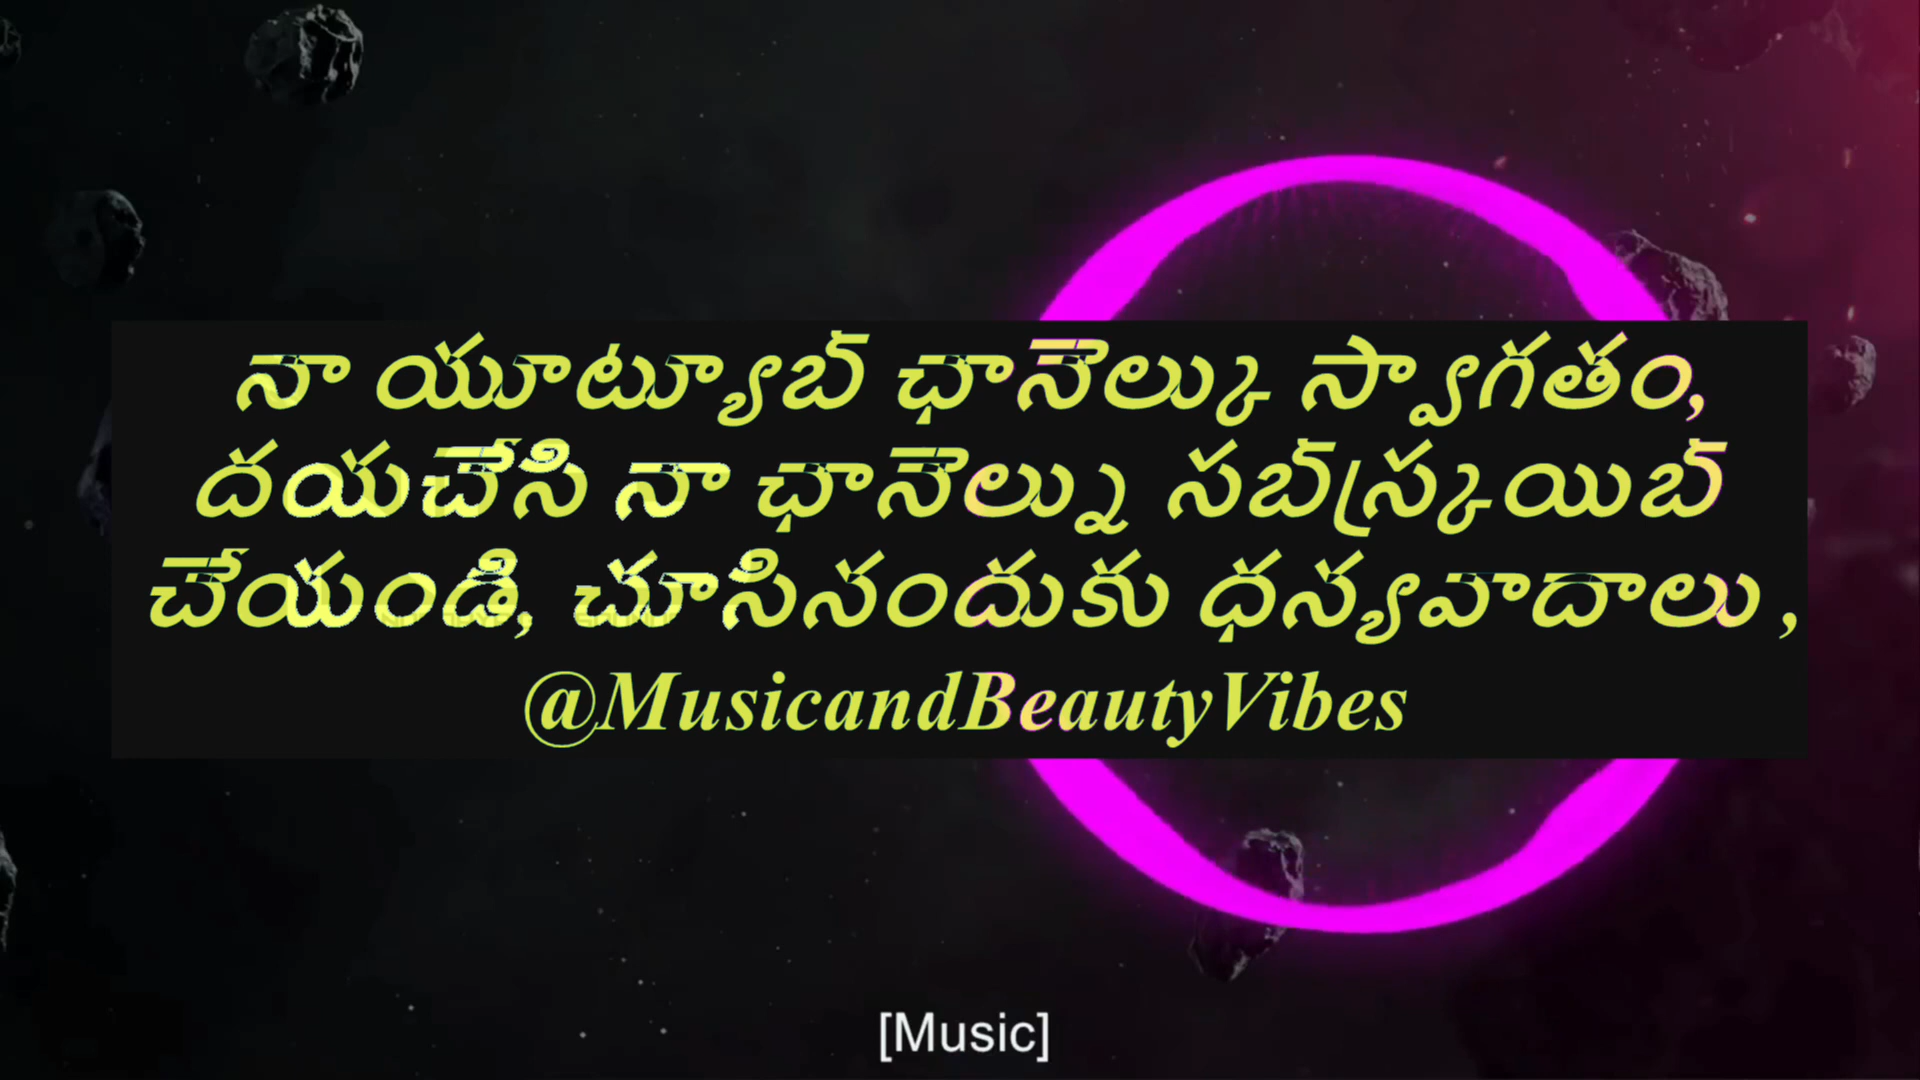 నా యూట్యూబ్ ఛానెల్కు స్వాగతం,
దయచేసి నా ఛానెల్ను సబ్‌స్క్రయిబ్
చేయండి, చూసినందుకు ధన్యవాదాలు ,
@MusicandBeautyVibes
[Music]